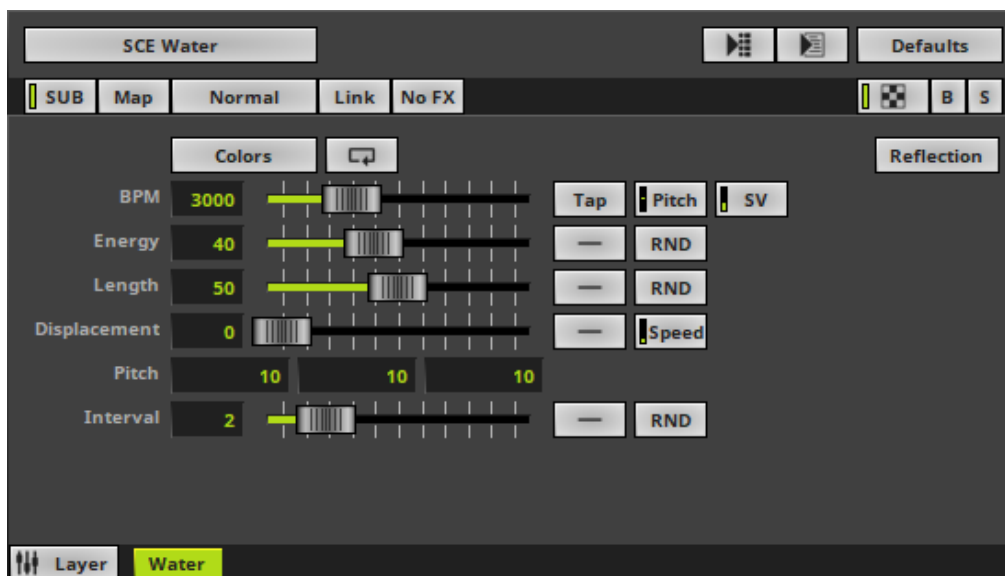 SCE Water Defaults
SUB Map Normal Link No FX B S
Colors Reflection
BPM 3000 Tap Pitch SV
Energy 40 — RND
Length 50 — RND
Displacement 0 — Speed
Pitch 10 10 10
Interval 2 — RND
Layer Water